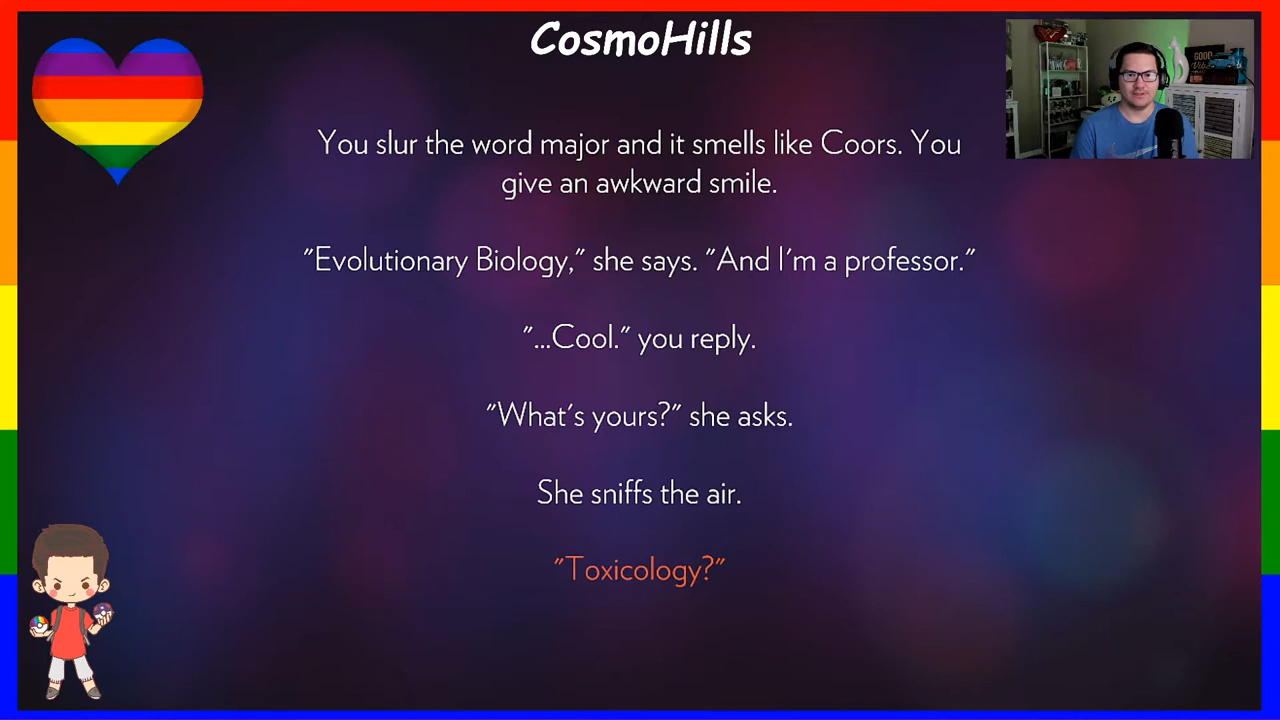 CosmoHills
You slur the word major and it smells like Coors. You
give an awkward smile.
"Evolutionary Biology," she says. "And I'm a professor."
"...Cool." you reply.
"What's yours?" she asks.
She sniffs the air.
"Toxicology?"
GOOD